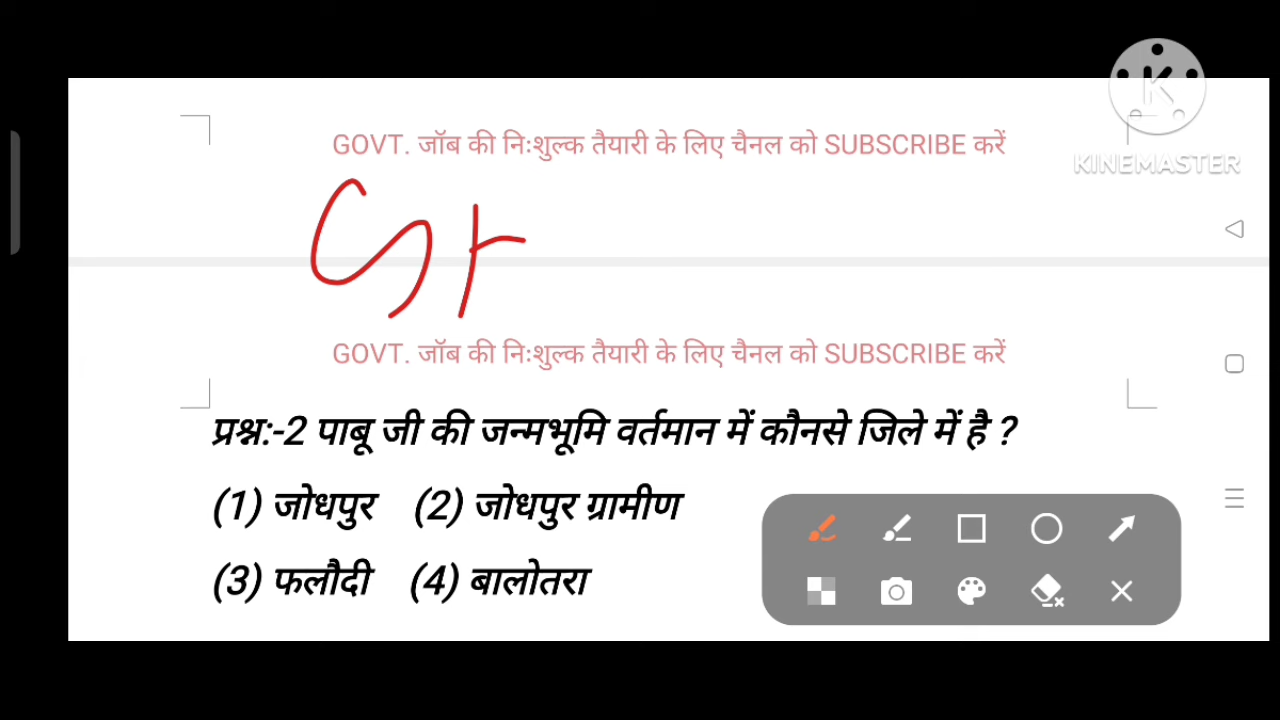 GOVT. जॉब की निःशुल्क तैयारी के लिए चैनल को SUBSCRIBE करें
KINEMASTER
GOVT. जॉब की निःशुल्क तैयारी के लिए चैनल को SUBSCRIBE करें
प्रश्न:-2 पाबू जी की जन्मभूमि वर्तमान में कौनसे जिले में है ?
(1) जोधपुर (2) जोधपुर ग्रामीण
(3) फलौदी (4) बालोतरा